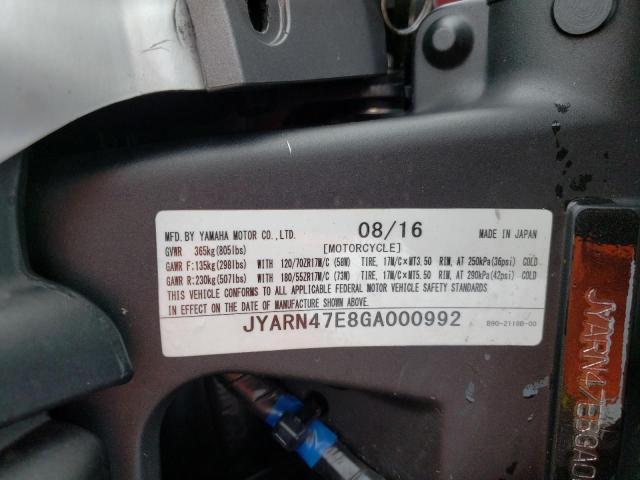 MFD. BY YAMAHA MOTOR CO., LTD. 08/16 MADE IN JAPAN
GVWR 365kg(805lbs) [MOTORCYCLE]
GAWR F:135kg(298lbs) WITH 120/70ZR17M/C (58W) TIRE, 17M/C×MT3.50 RIM, AT 250kPa(36psi) COLD
GAWR R:230kg(507lbs) WITH 180/55ZR17M/C (73W) TIRE, 17M/C×MT5.50 RIM, AT 290kPa(42psi) COLD
THIS VEHICLE CONFORMS TO ALL APPLICABLE FEDERAL MOTOR VEHICLE SAFETY STANDARDS
IN EFFECT ON THE DATE OF MANUFACTURE SHOWN ABOVE.
JYARN47E8GA000992 B90-2118B-00